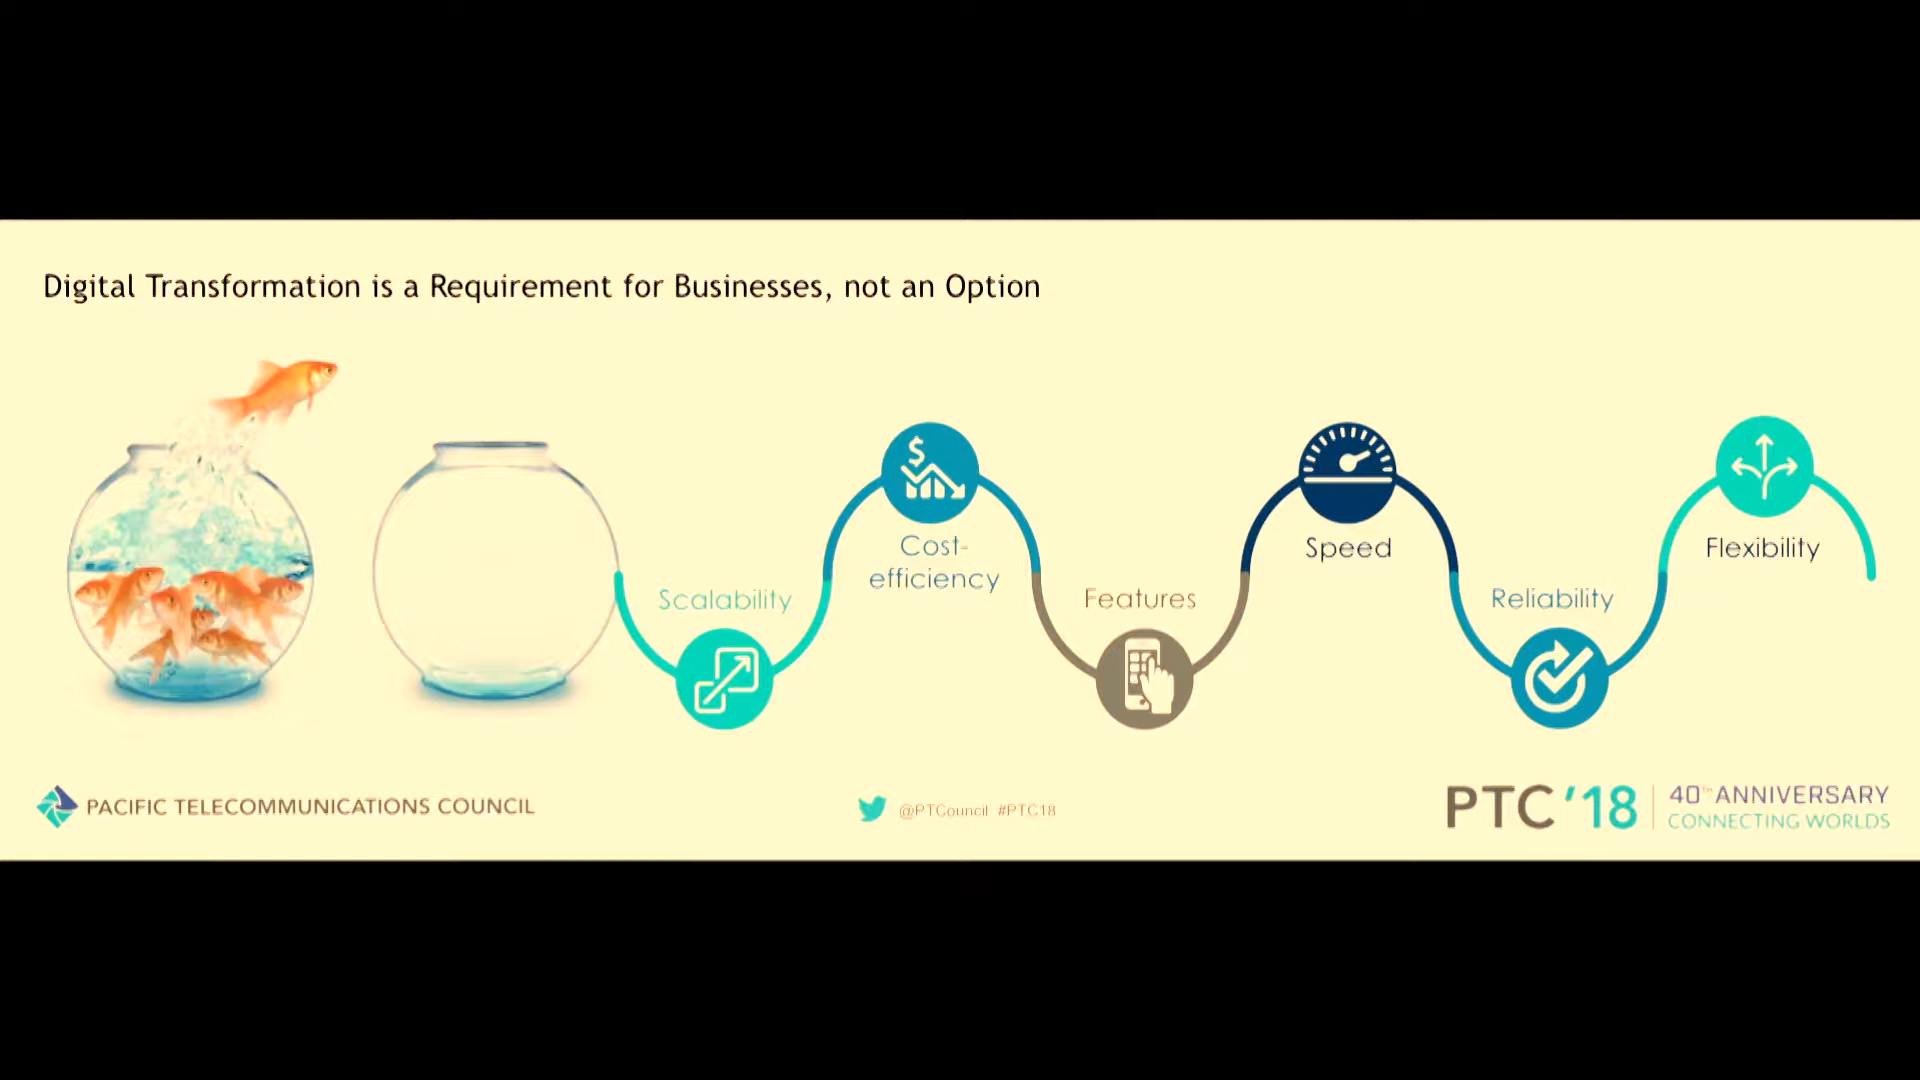 Digital Transformation is a Requirement for Businesses, not an Option
Scalability
Cost-
efficiency
Features
Speed
Reliability
Flexibility
PACIFIC TELECOMMUNICATIONS COUNCIL
@PTCouncil #PTC18
PTC '18
40TH ANNIVERSARY
CONNECTING WORLDS